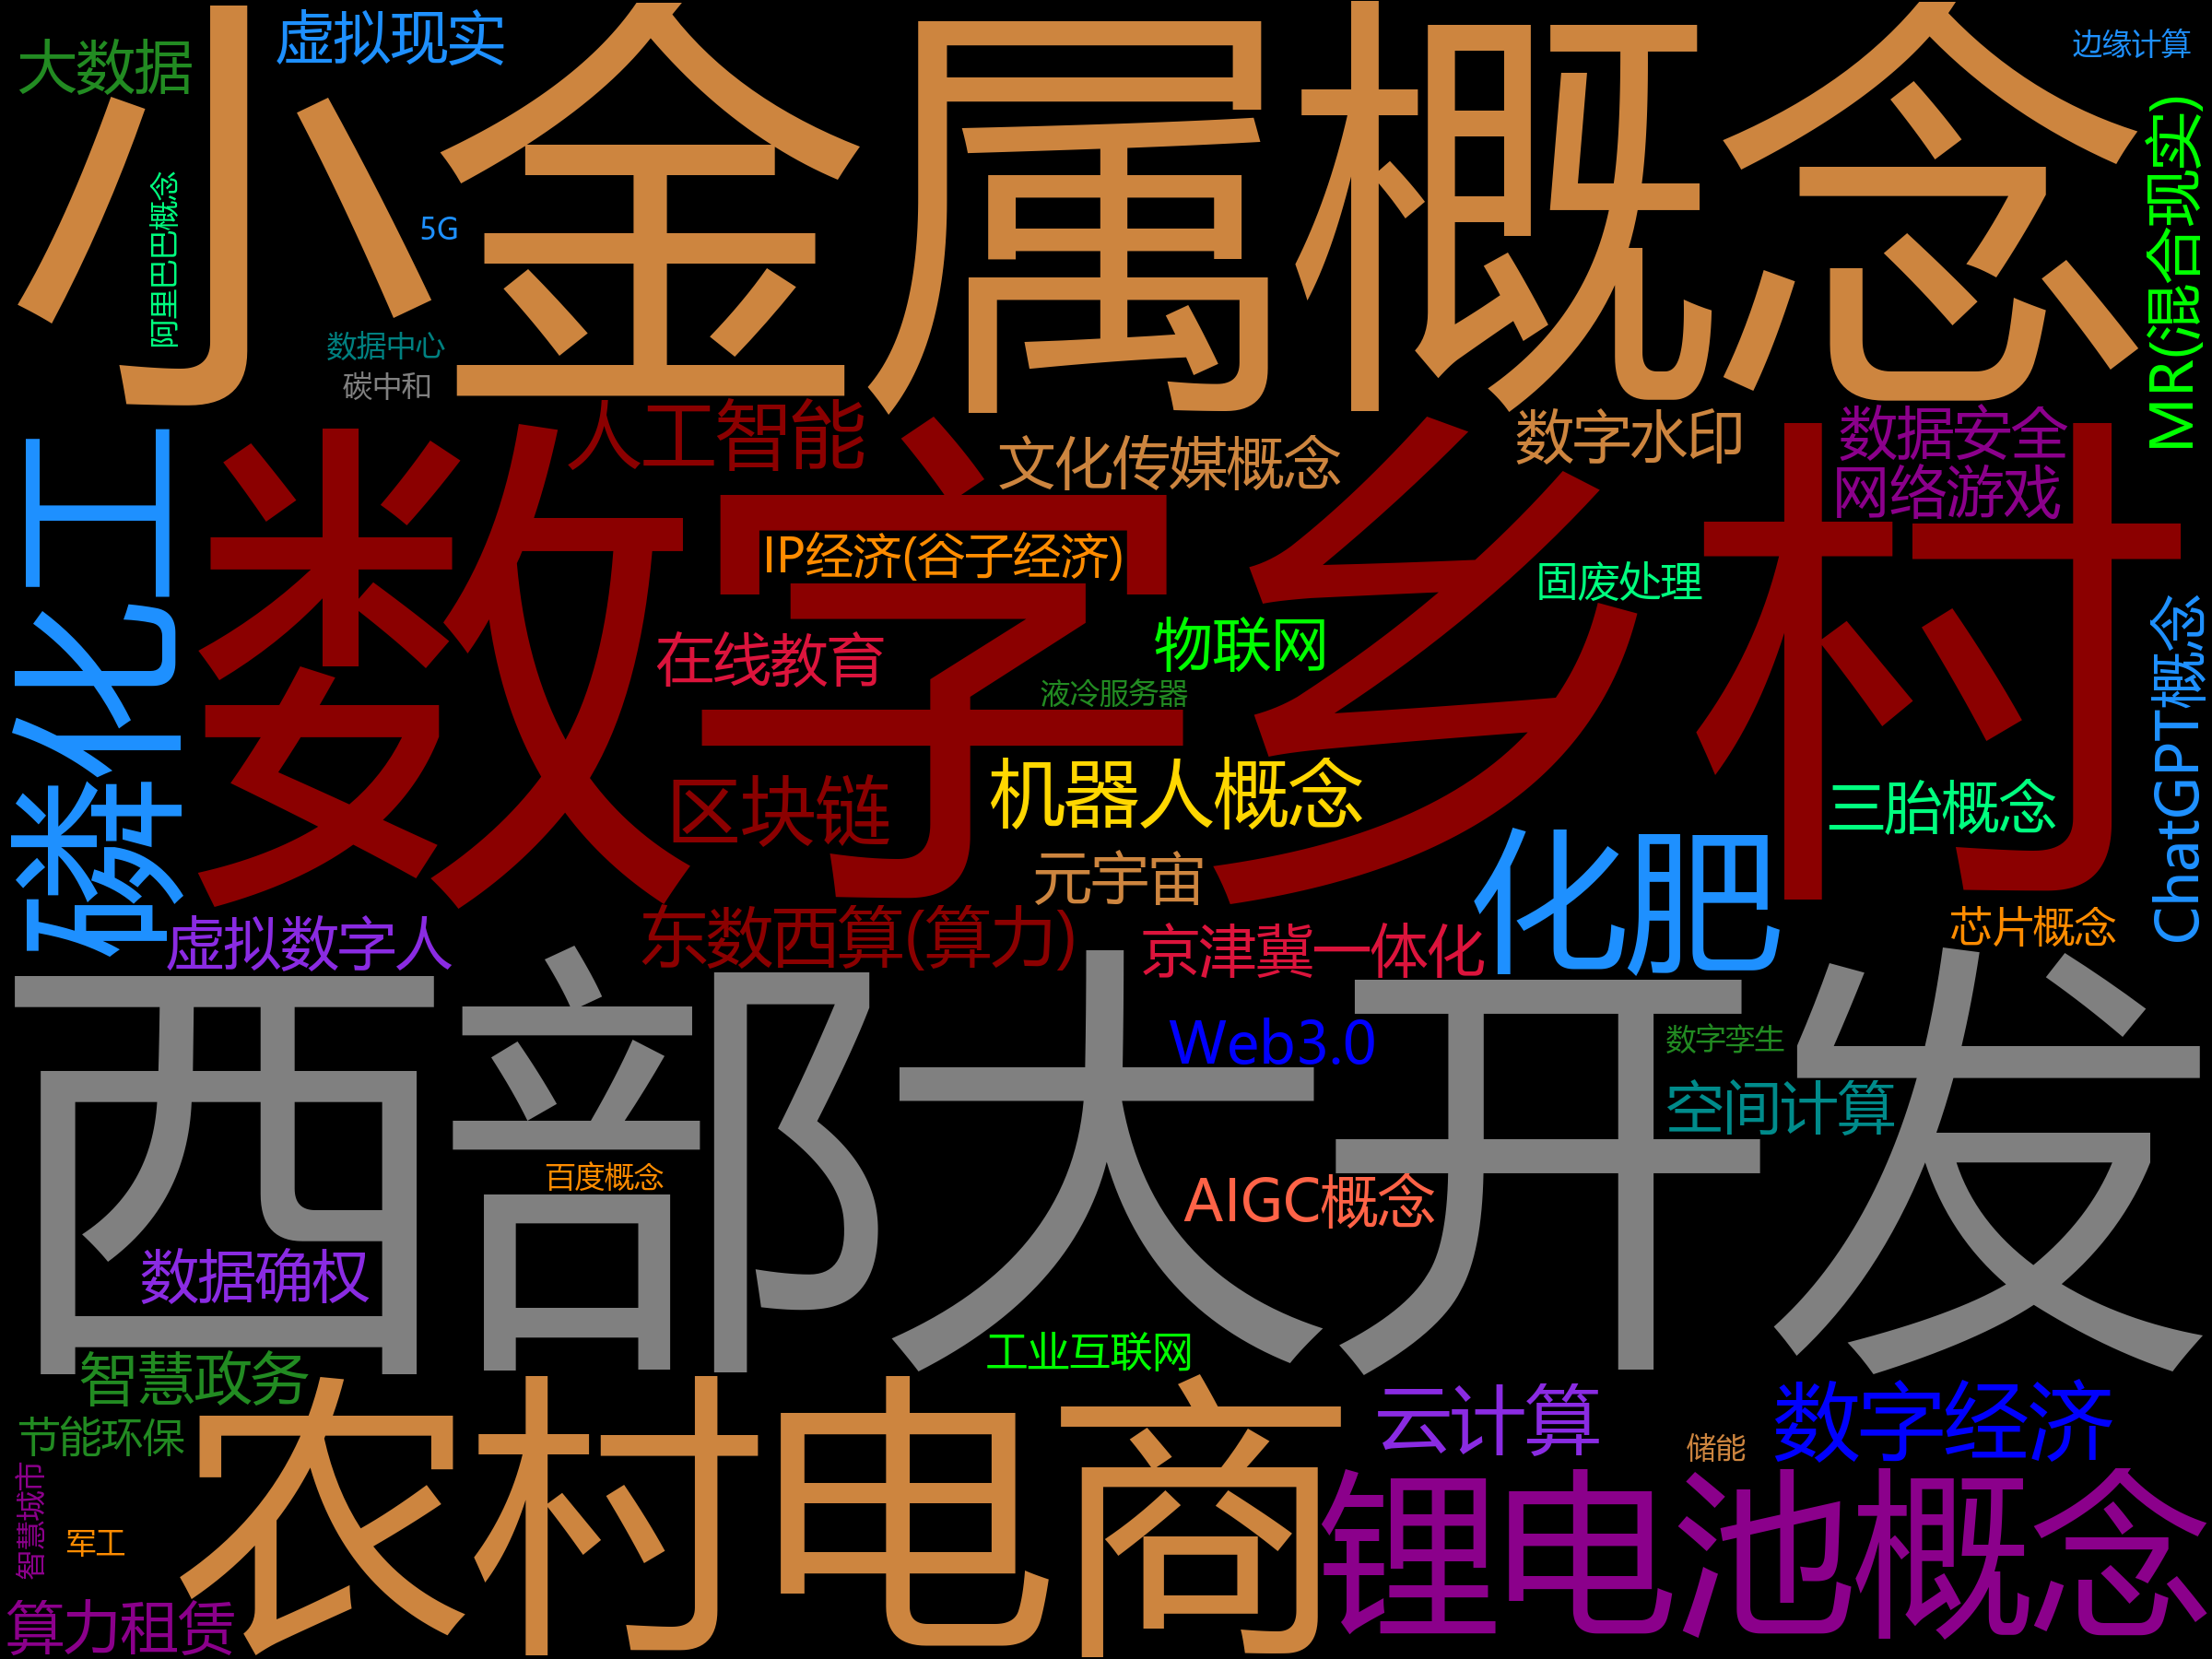 小金属概念
大数据
虚拟现实
边缘计算
阿里巴巴概念
5G
数据中心
碳中和
MR(混合现实)
磷化工
数字乡村
人工智能
文化传媒概念
数字水印
数据安全
网络游戏
IP经济(谷子经济)
固废处理
在线教育
物联网
液冷服务器
ChatGPT概念
区块链
机器人概念
三胎概念
元宇宙
化肥
虚拟数字人
东数西算(算力)
京津冀一体化
芯片概念
西部大开发
Web3.0
数字孪生
空间计算
百度概念
AIGC概念
数据确权
工业互联网
智慧政务
农村电商
云计算
数字经济
节能环保
储能
智慧城市
军工
锂电池概念
算力租赁